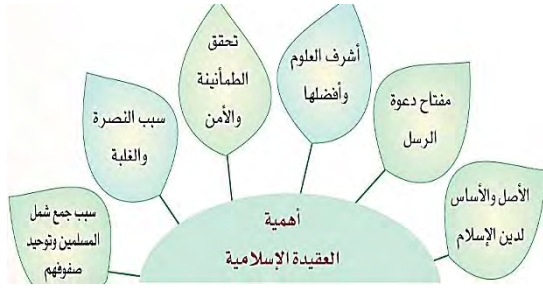 أهمية
العقيدة الإسلامية
الأصل والأساس
لدين الإسلام
مفتاح دعوة
الرسل
أشرف العلوم
وأفضلها
تحقق
الطمأنينة
والأمن
سبب النصرة
والغلبة
سبب جمع شمل
المسلمين وتوحيد
صفوفهم